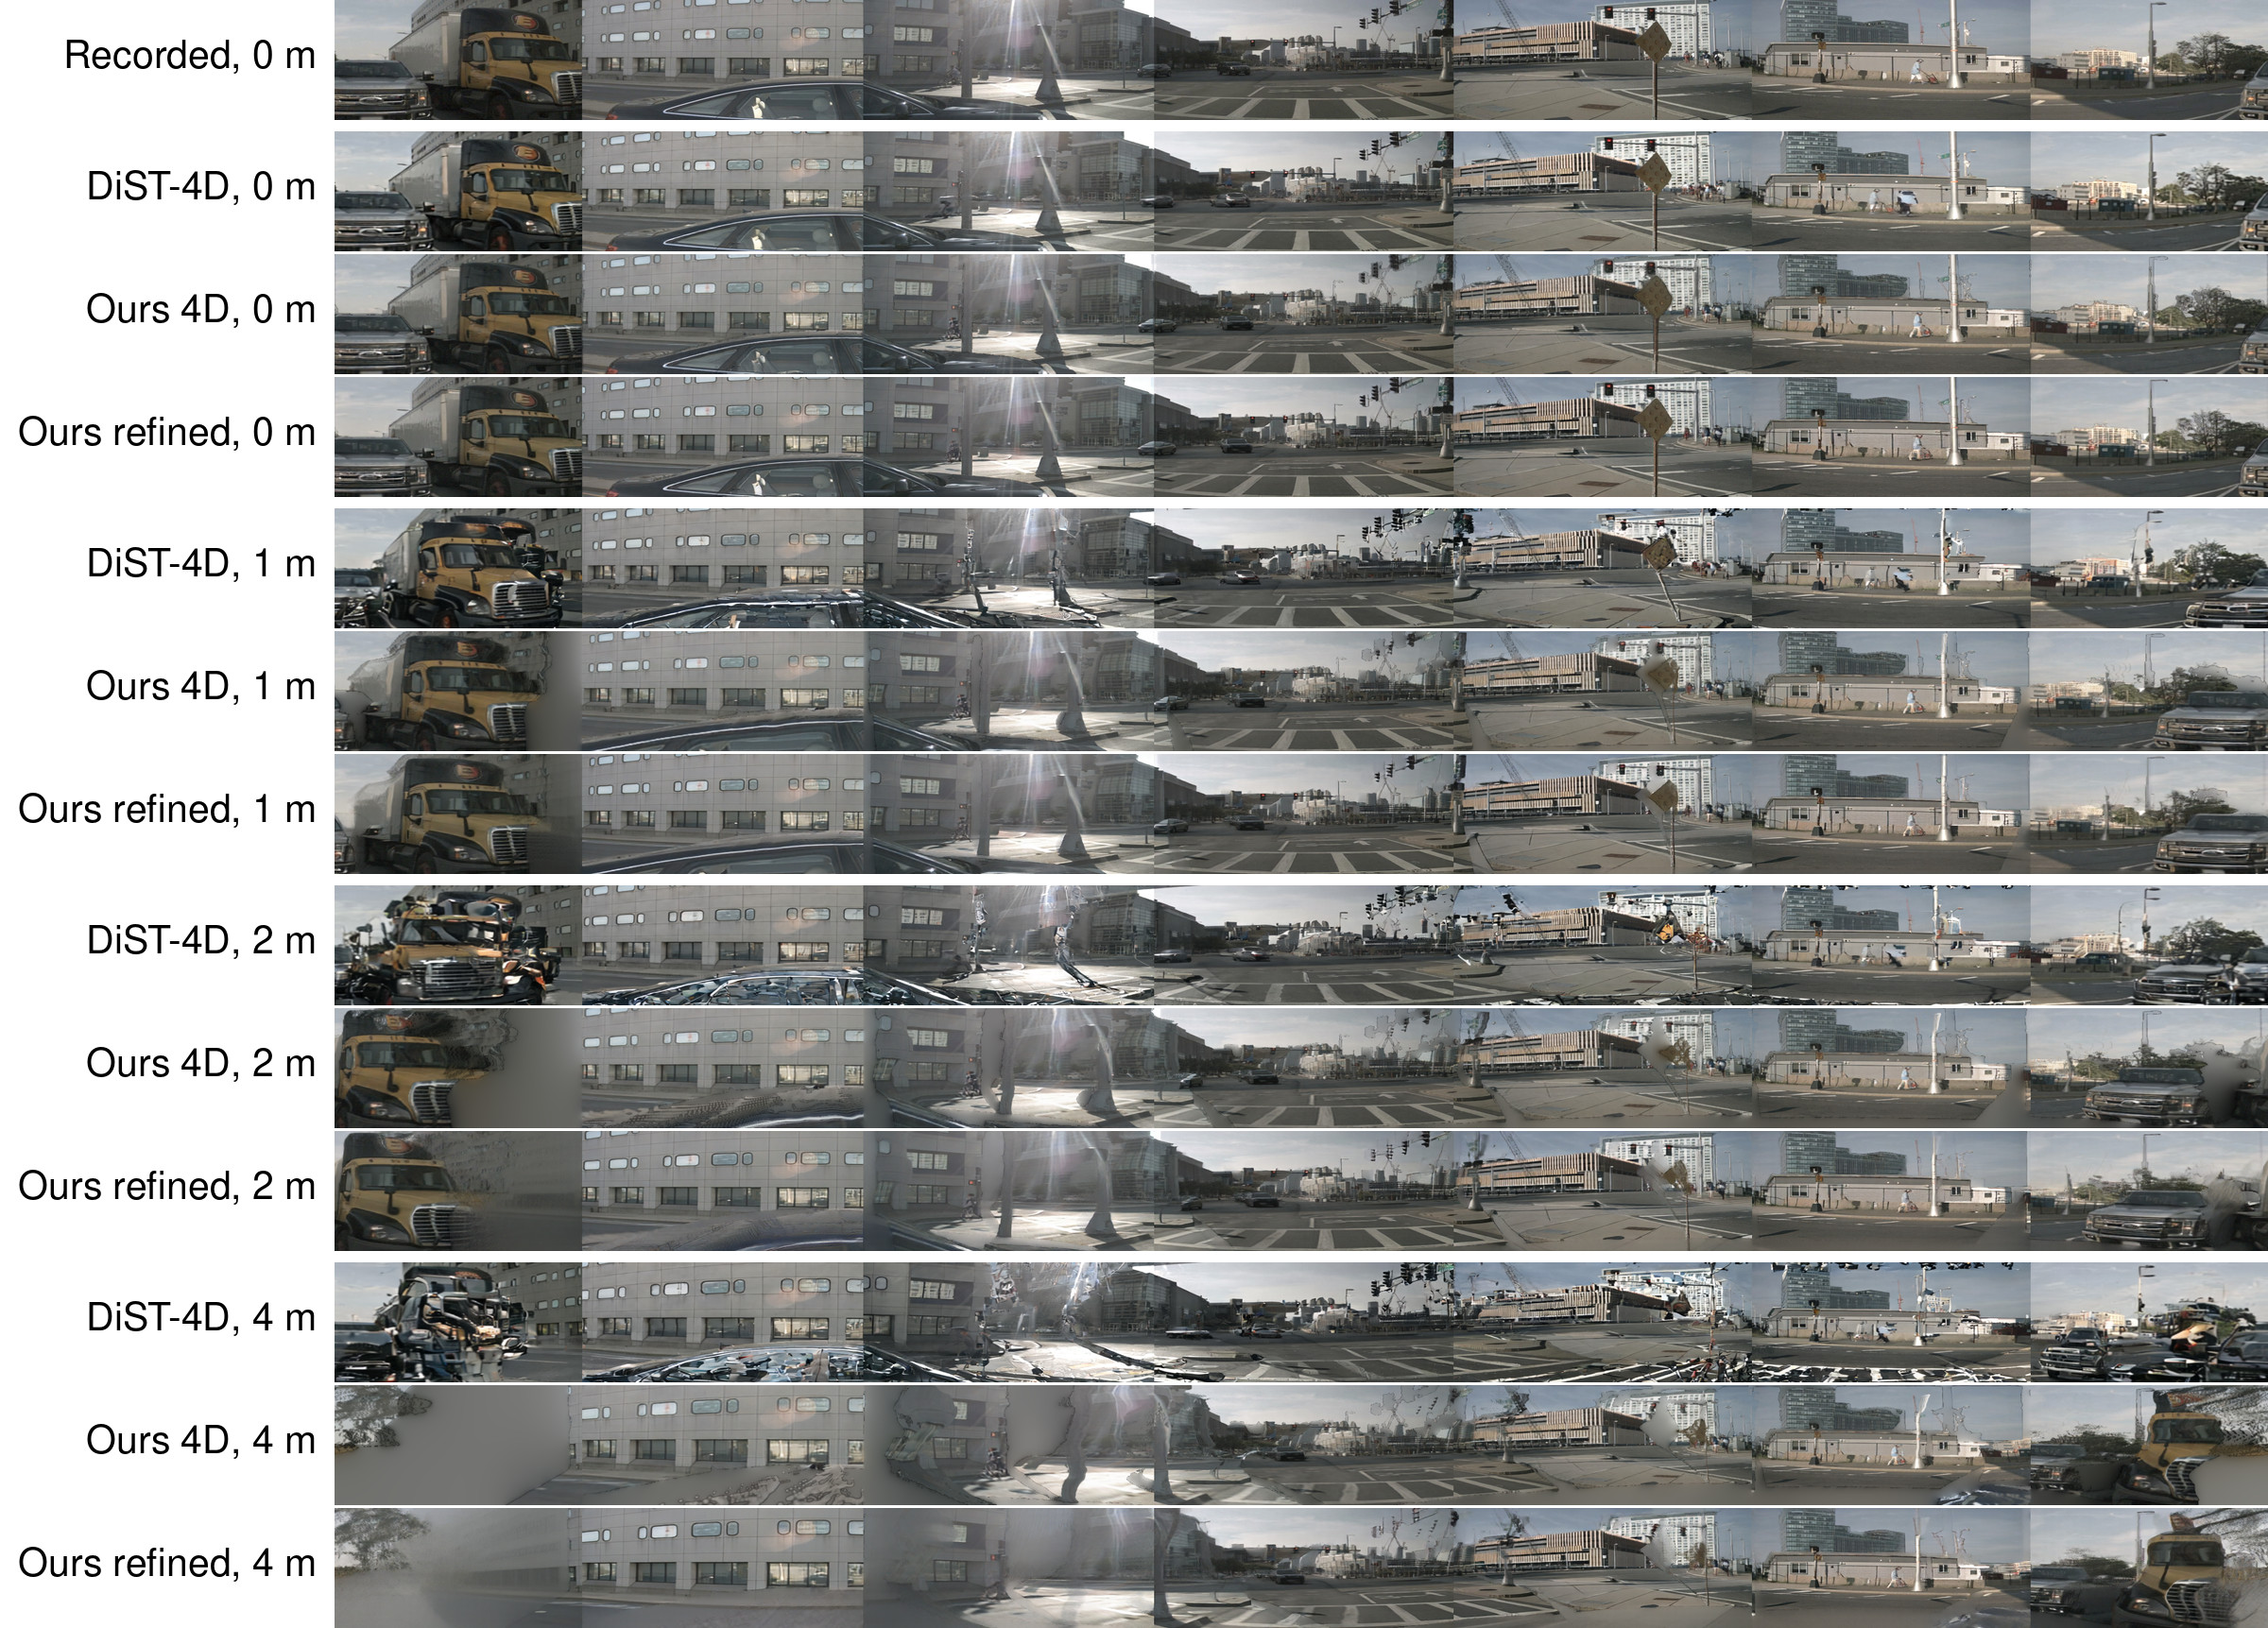 Recorded, 0 m
DiST-4D, 0 m
Ours 4D, 0 m
Ours refined, 0 m
DiST-4D, 1 m
Ours 4D, 1 m
Ours refined, 1 m
DiST-4D, 2 m
Ours 4D, 2 m
Ours refined, 2 m
DiST-4D, 4 m
Ours 4D, 4 m
Ours refined, 4 m